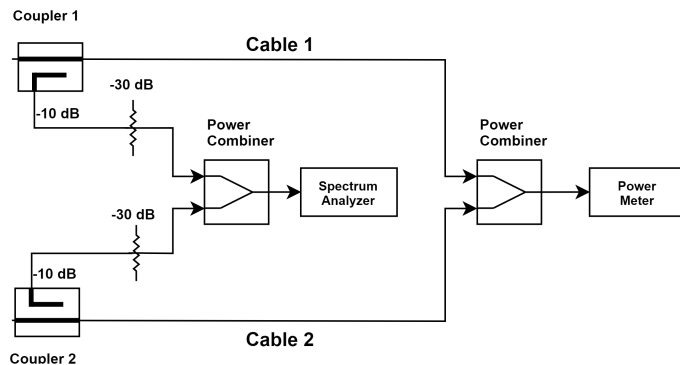 Coupler 1
Cable 1
-30 dB
-10 dB
Power
Combiner
Power
Combiner
Spectrum
Analyzer
Power
Meter
-30 dB
-10 dB
Cable 2
Coupler 2